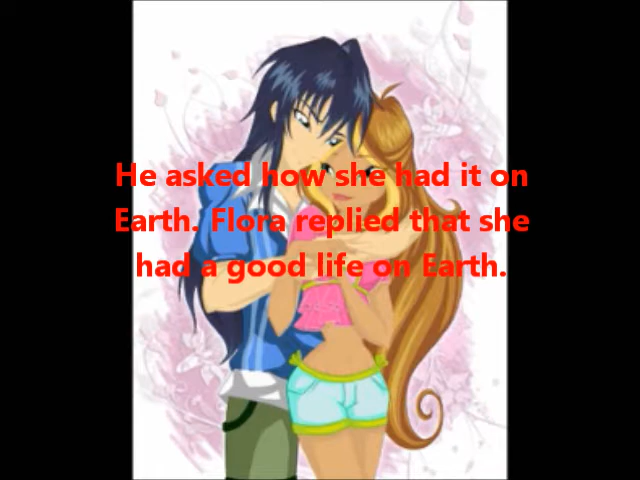 He asked how she had it on
Earth. Flora replied that she
had a good life on Earth.